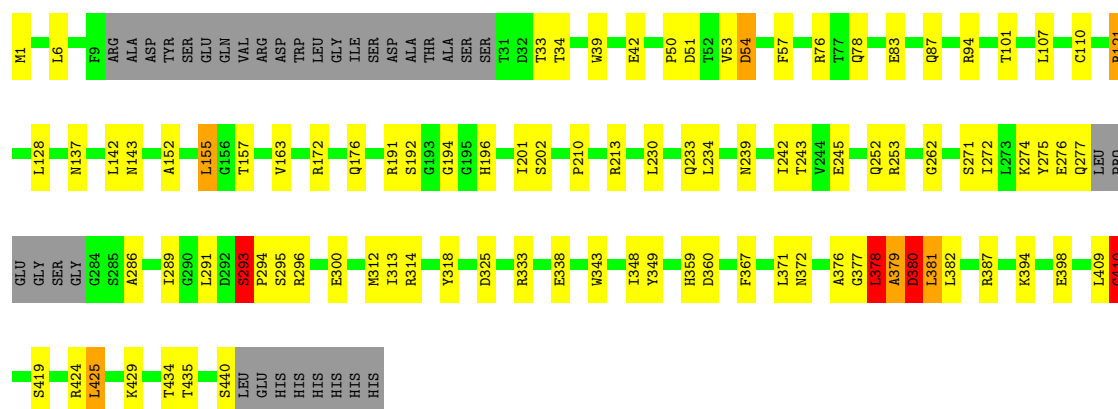 M1 L6 F9 ARG ALA ASP TYR SER GLU GLN VAL ARG ASP TRP LEU GLY ILE SER ASP ALA THR ALA SER SER T31 D32 T33 T34 W39 E42 P50 D51 T52 V53 D54 F57 R76 T77 Q78 E83 Q87 R94 T101 L107 C110
L128 N137 L142 N143 A152 L155 G156 T157 V163 R172 Q176 R191 S192 G193 G194 G195 H196 I201 S202 P210 R213 L230 Q233 L234 N239 I242 T243 V244 E245 Q252 R253 G262 S271 I272 L273 K274 Y275 E276 Q277 LEU PRO
GLU GLY SER GLY G284 S285 A286 I289 G290 L291 D292 S293 P294 S295 R296 E300 M312 I313 R314 Y318 D325 R333 E338 W343 I348 Y349 H359 D360 F367 L371 N372 A376 G377 L378 A379 D380 L381 L382 R387 K394 E398 L409
S419 R424 L425 K429 T434 T435 S440 LEU GLU HIS HIS HIS HIS HIS HIS